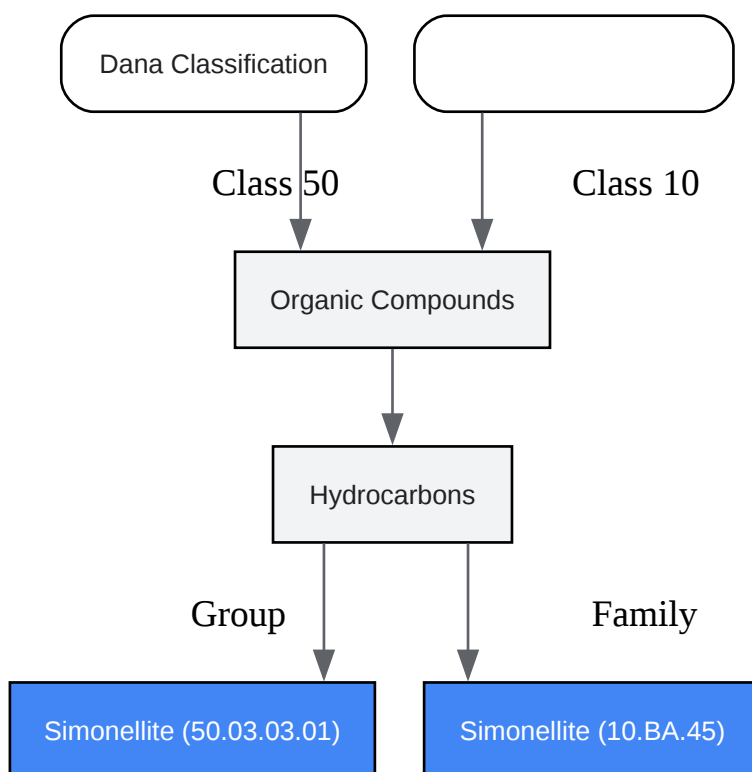 Dana Classification
Class 50
Class 10
Organic Compounds
Hydrocarbons
Group
Family
Simonellite (50.03.03.01)
Simonellite (10.BA.45)